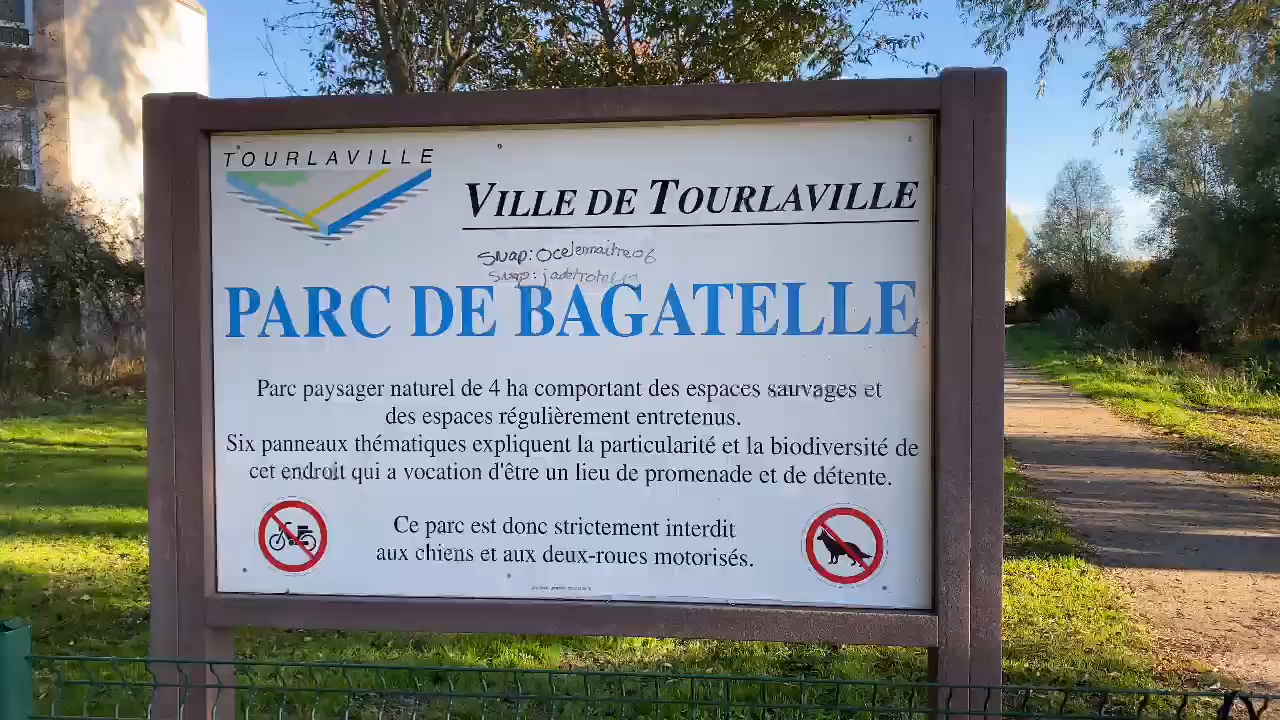 TOURLAVILLE
VILLE DE TOURLAVILLE
Snap: Ocelemaitre06
Snap:
PARC DE BAGATELLE
Parc paysager naturel de 4 ha comportant des espaces sauvages et
des espaces régulièrement entretenus.
Six panneaux thématiques expliquent la particularité et la biodiversité de
cet endroit qui a vocation d'être un lieu de promenade et de détente.
Ce parc est donc strictement interdit
aux chiens et aux deux-roues motorisés.